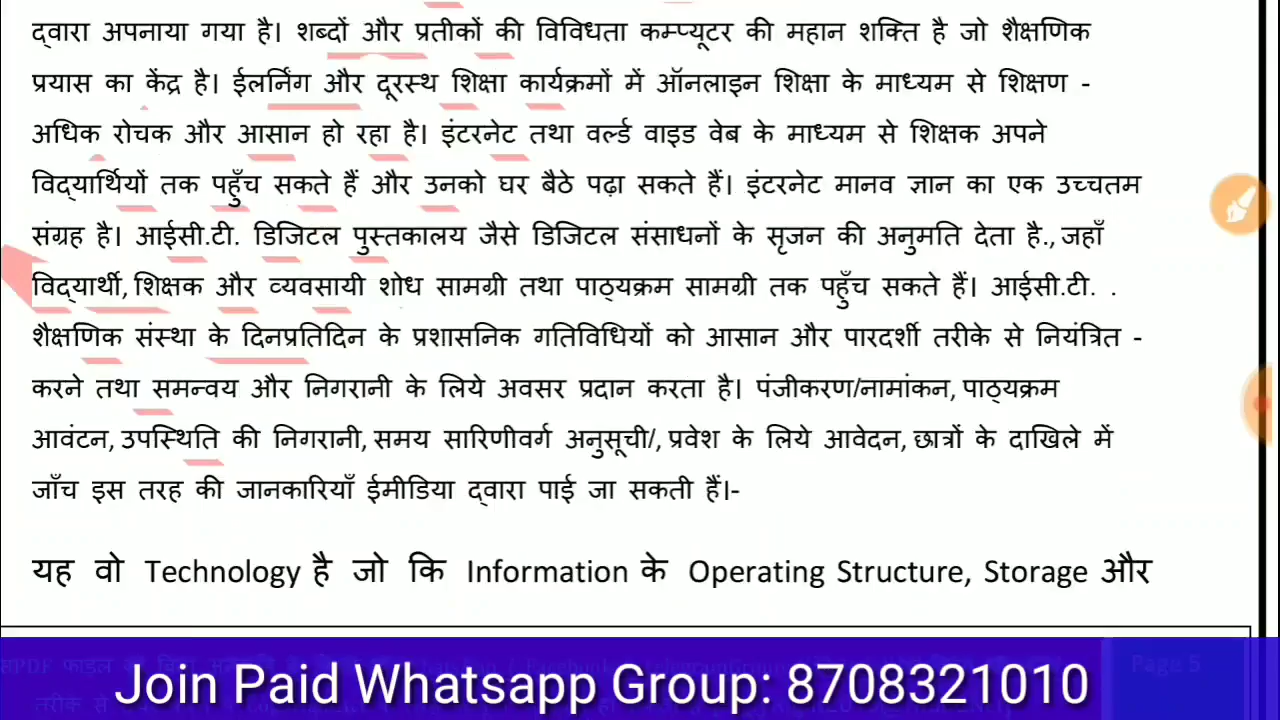 द्वारा अपनाया गया है। शब्दों और प्रतीकों की विविधता कम्प्यूटर की महान शक्ति है जो शैक्षणिक
प्रयास का केंद्र है। ईलर्निंग और दूरस्थ शिक्षा कार्यक्रमों में ऑनलाइन शिक्षा के माध्यम से शिक्षण -
अधिक रोचक और आसान हो रहा है। इंटरनेट तथा वर्ल्ड वाइड वेब के माध्यम से शिक्षक अपने
विद्यार्थियों तक पहुँच सकते हैं और उनको घर बैठे पढ़ा सकते हैं। इंटरनेट मानव ज्ञान का एक उच्चतम
संग्रह है। आईसी.टी. डिजिटल पुस्तकालय जैसे डिजिटल संसाधनों के सृजन की अनुमति देता है., जहाँ
विद्यार्थी, शिक्षक और व्यवसायी शोध सामग्री तथा पाठ्यक्रम सामग्री तक पहुँच सकते हैं। आईसी.टी. .
शैक्षणिक संस्था के दिनप्रतिदिन के प्रशासनिक गतिविधियों को आसान और पारदर्शी तरीके से नियंत्रित -
करने तथा समन्वय और निगरानी के लिये अवसर प्रदान करता है। पंजीकरण/नामांकन, पाठ्यक्रम
आवंटन, उपस्थिति की निगरानी, समय सारिणीवर्ग अनुसूची/, प्रवेश के लिये आवेदन, छात्रों के दाखिले में
जाँच इस तरह की जानकारियाँ ईमीडिया द्वारा पाई जा सकती हैं।-
यह वो Technology है जो कि Information के Operating Structure, Storage और
Page 5
Join Paid Whatsapp Group: 8708321010